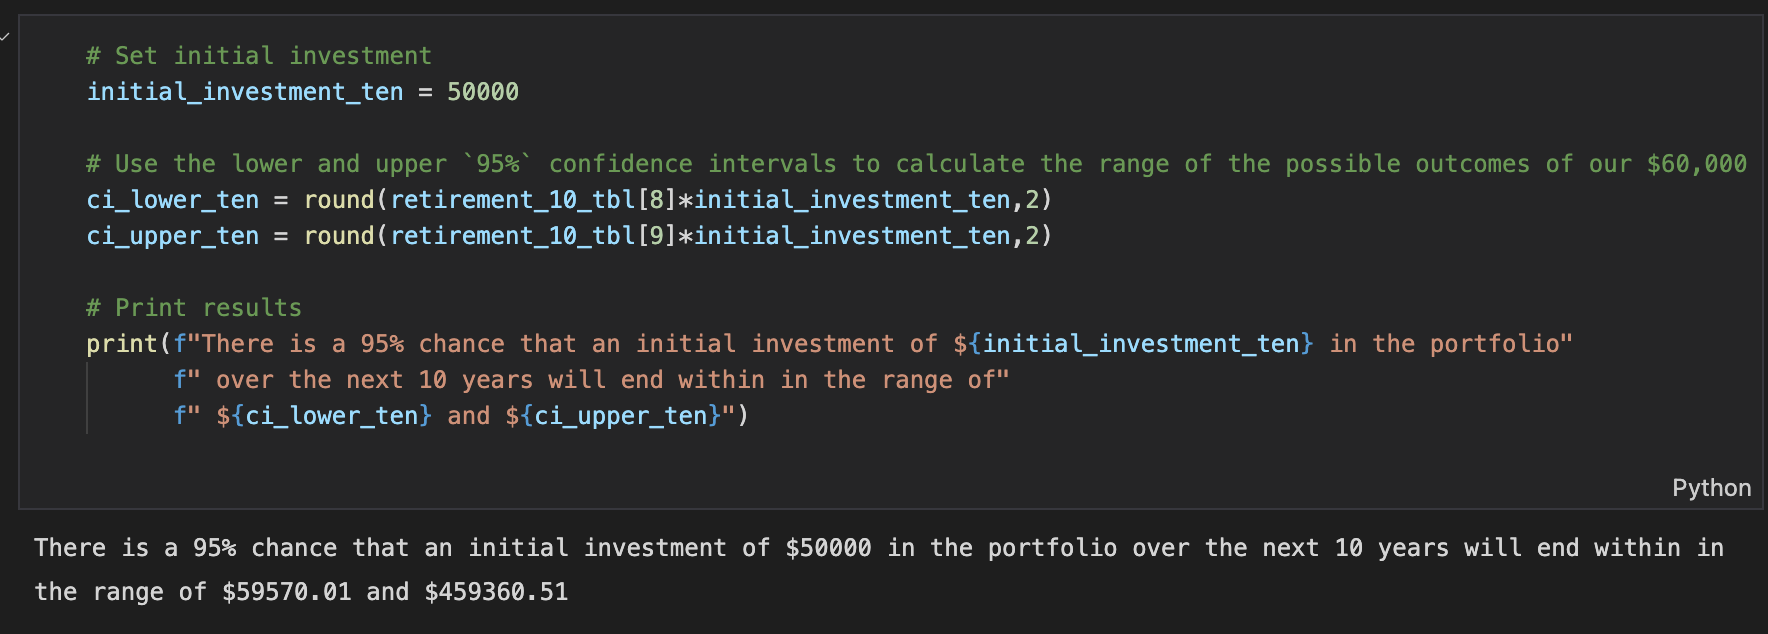 # Set initial investment
initial_investment_ten = 50000
# Use the lower and upper `95%` confidence intervals to calculate the range of the possible outcomes of our $60,000
ci_lower_ten = round(retirement_10_tbl[8]*initial_investment_ten,2)
ci_upper_ten = round(retirement_10_tbl[9]*initial_investment_ten,2)
# Print results
print(f"There is a 95% chance that an initial investment of ${initial_investment_ten} in the portfolio"
f" over the next 10 years will end within in the range of"
f" ${ci_lower_ten} and ${ci_upper_ten}")
Python
There is a 95% chance that an initial investment of $50000 in the portfolio over the next 10 years will end within in
the range of $59570.01 and $459360.51